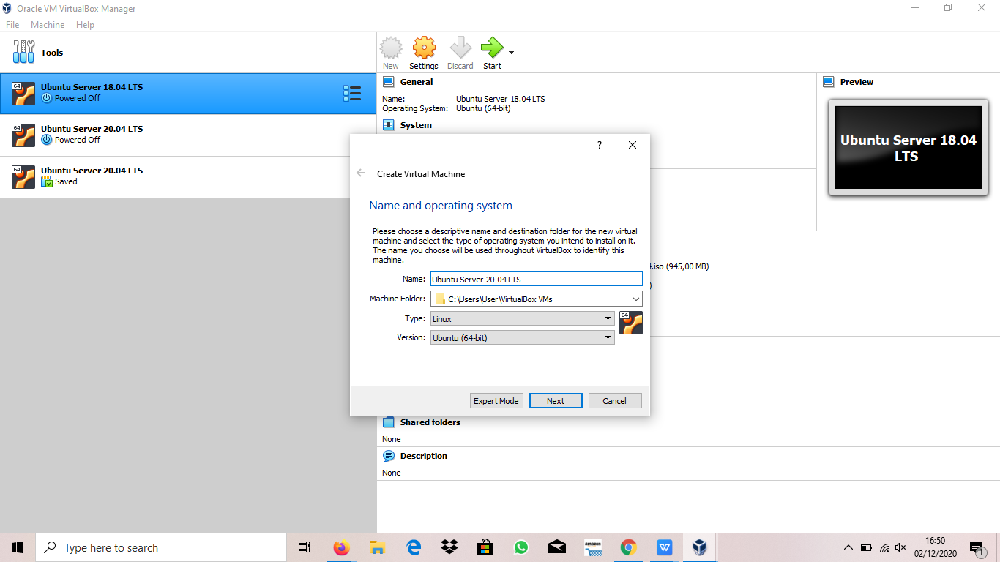 Oracle VM VirtualBox Manager
File Machine Help
Tools
New Settings Discard Start
64
Ubuntu Server 18.04 LTS
Powered Off
64
Ubuntu Server 20.04 LTS
Powered Off
64
Ubuntu Server 20.04 LTS
Saved
General
Name: Ubuntu Server 18.04 LTS
Operating System: Ubuntu (64-bit)
System
Preview
Ubuntu Server 18.04
LTS
.iso (945,00 MB)
)
?
Create Virtual Machine
Name and operating system
Please choose a descriptive name and destination folder for the new virtual
machine and select the type of operating system you intend to install on it.
The name you choose will be used throughout VirtualBox to identify this
machine.
Name: Ubuntu Server 20-04 LTS
Machine Folder: C:\Users\User\VirtualBox VMs
Type: Linux
64
Version: Ubuntu (64-bit)
Expert Mode Next Cancel
Shared folders
None
Description
None
Type here to search
amazon
W
16:50
02/12/2020
1